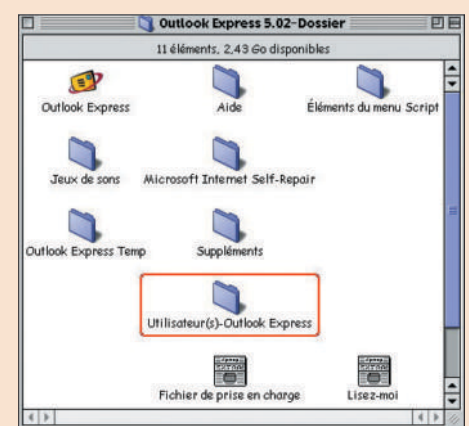 Outlook Express 5.02-Dossier
11 éléments, 2,43 Go disponibles
Outlook Express
Aide
Éléments du menu Script
Jeux de sons
Microsoft Internet Self-Repair
Outlook Express Temp
Suppléments
Utilisateur(s)-Outlook Express
Fichier de prise en charge
Lisez-moi